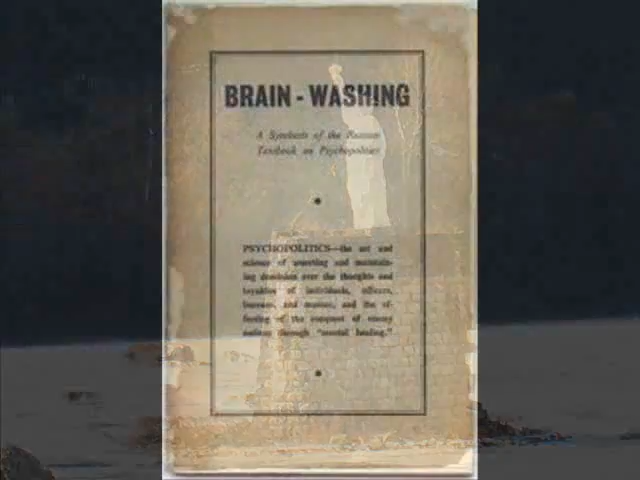 BRAIN - WASHING
A Synthesis of the Russian
Textbook on Psychopolitics
PSYCHOPOLITICS—the art and
science of asserting and maintain-
ing dominion over the thoughts and
loyalties of individuals, officers,
bureaus, and masses, and the ef-
fecting of the conquest of enemy
nations through "mental healing."